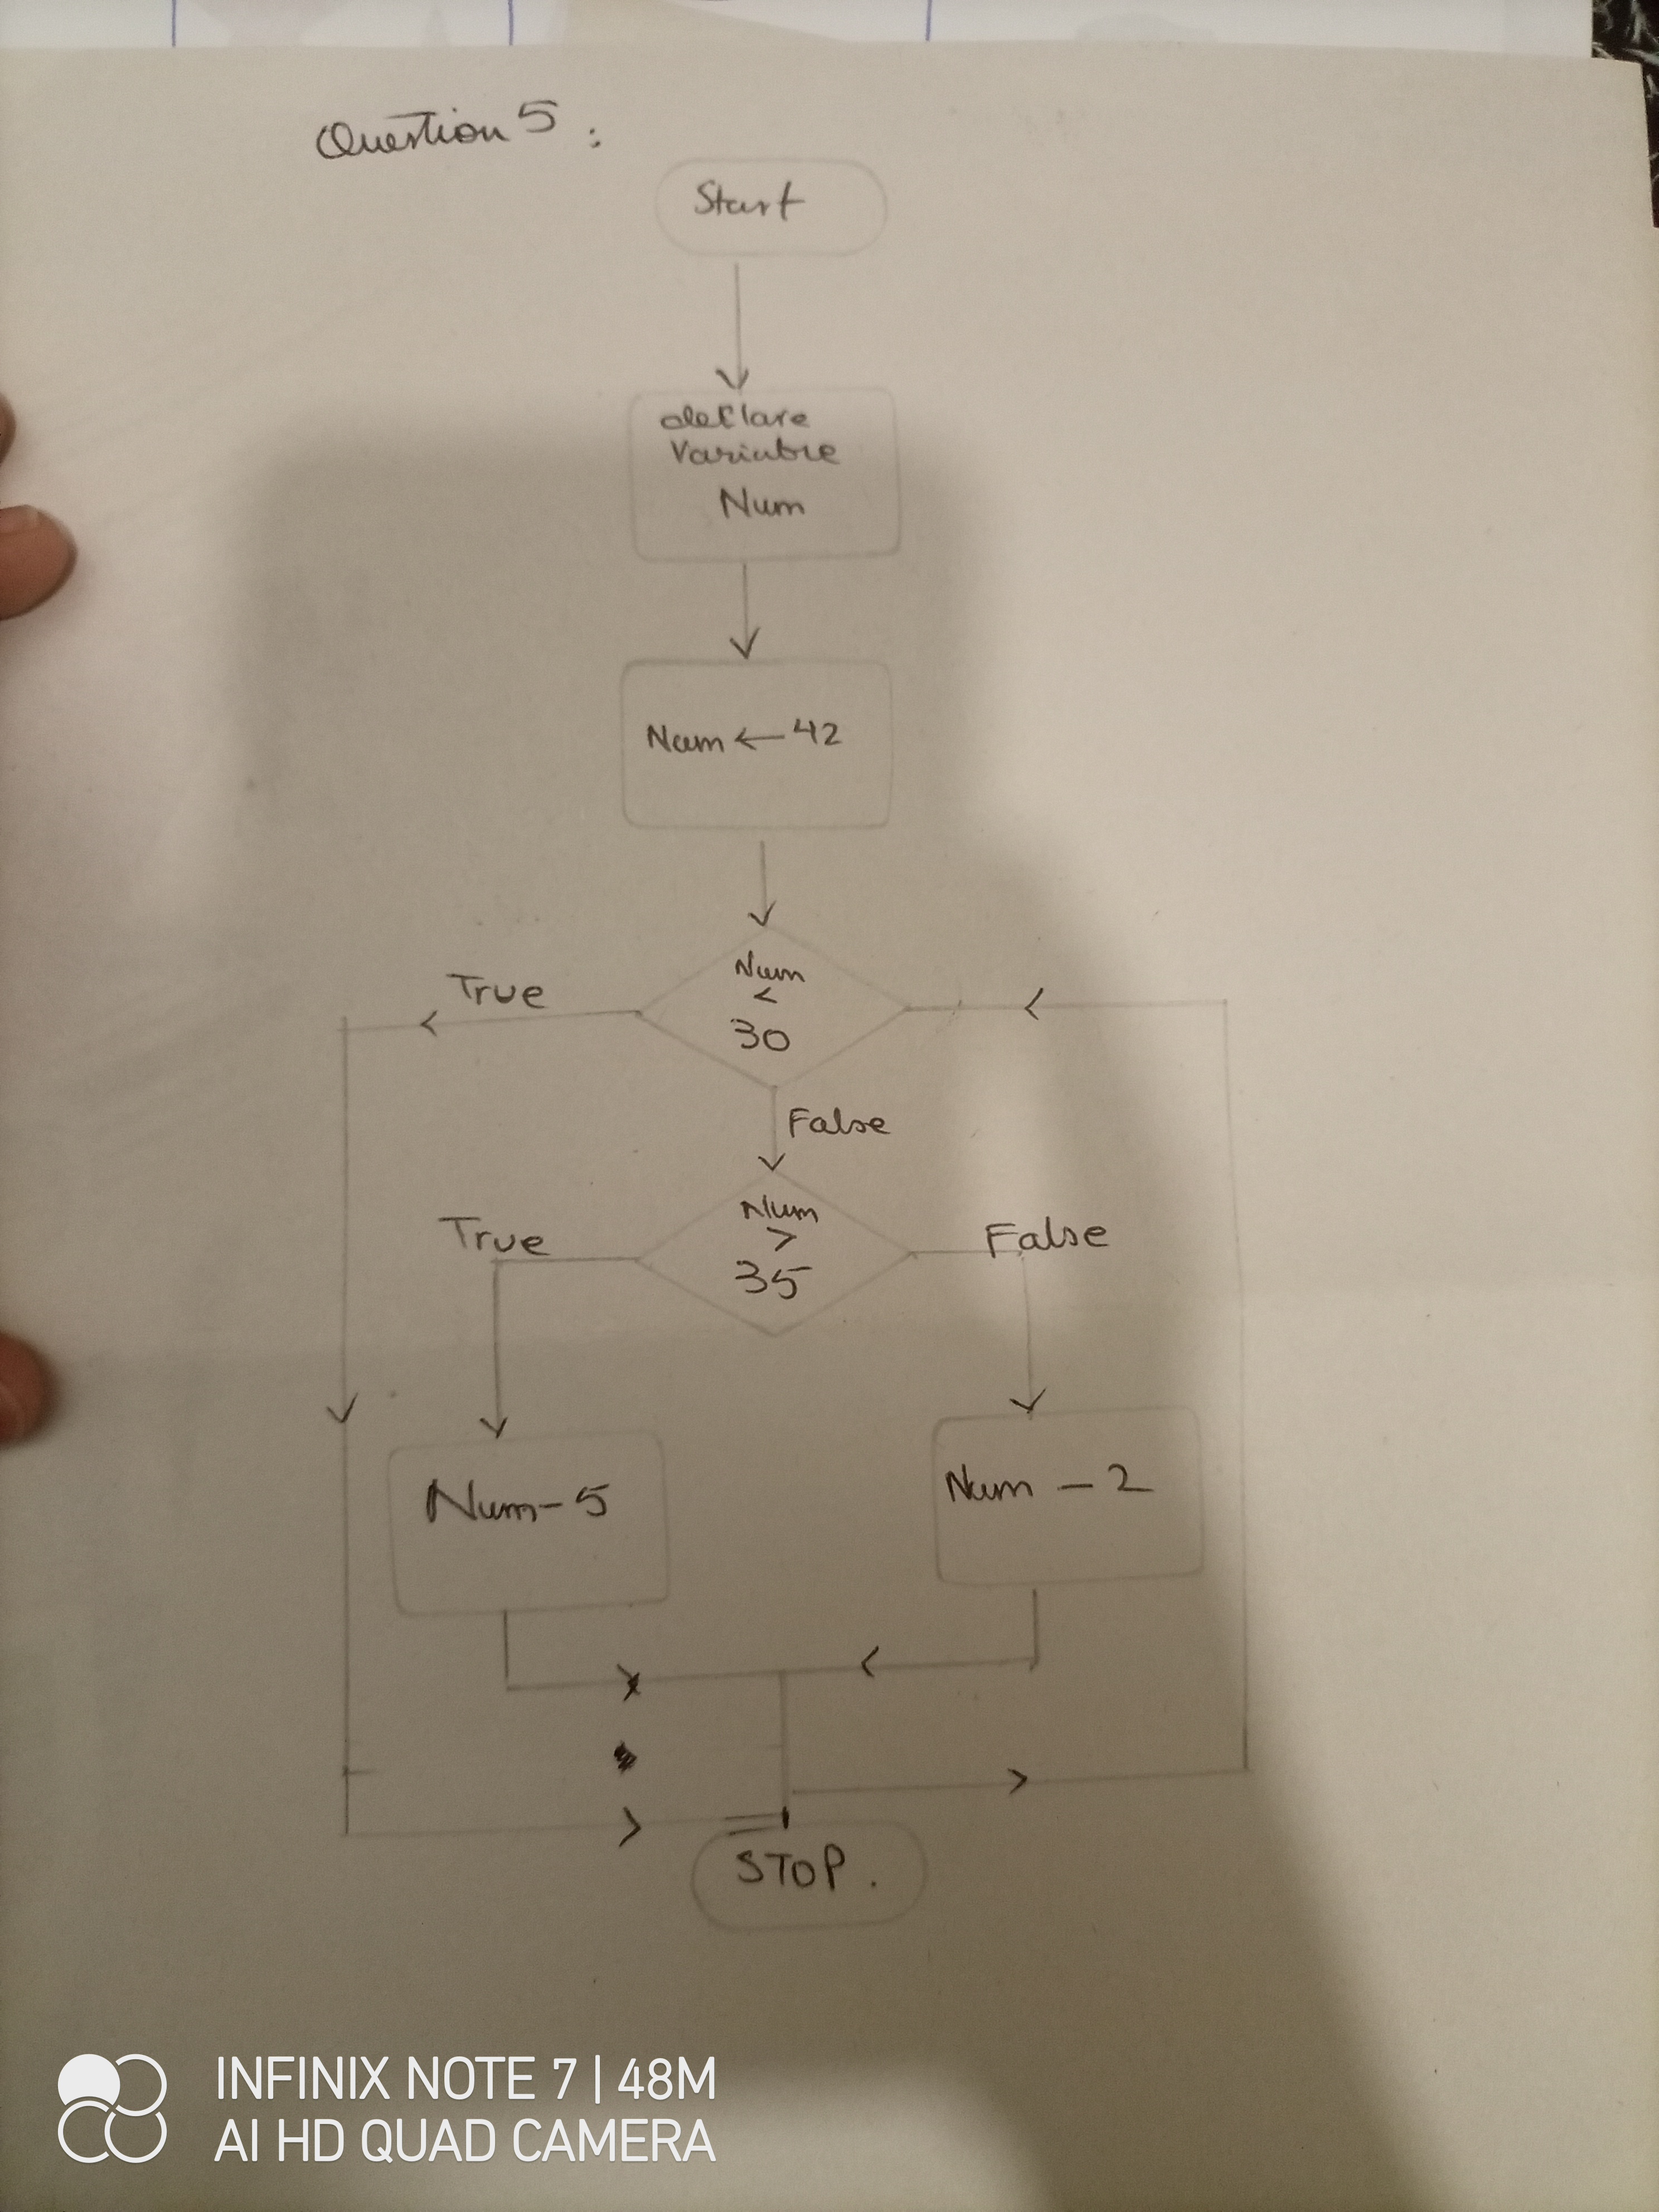 Question 5 :
Start
declare
Variable
Num
Num ← 42
Num
<
30
True
False
Num
>
35
True
False
Num - 5
Num - 2
STOP.
INFINIX NOTE 7 | 48M
AI HD QUAD CAMERA